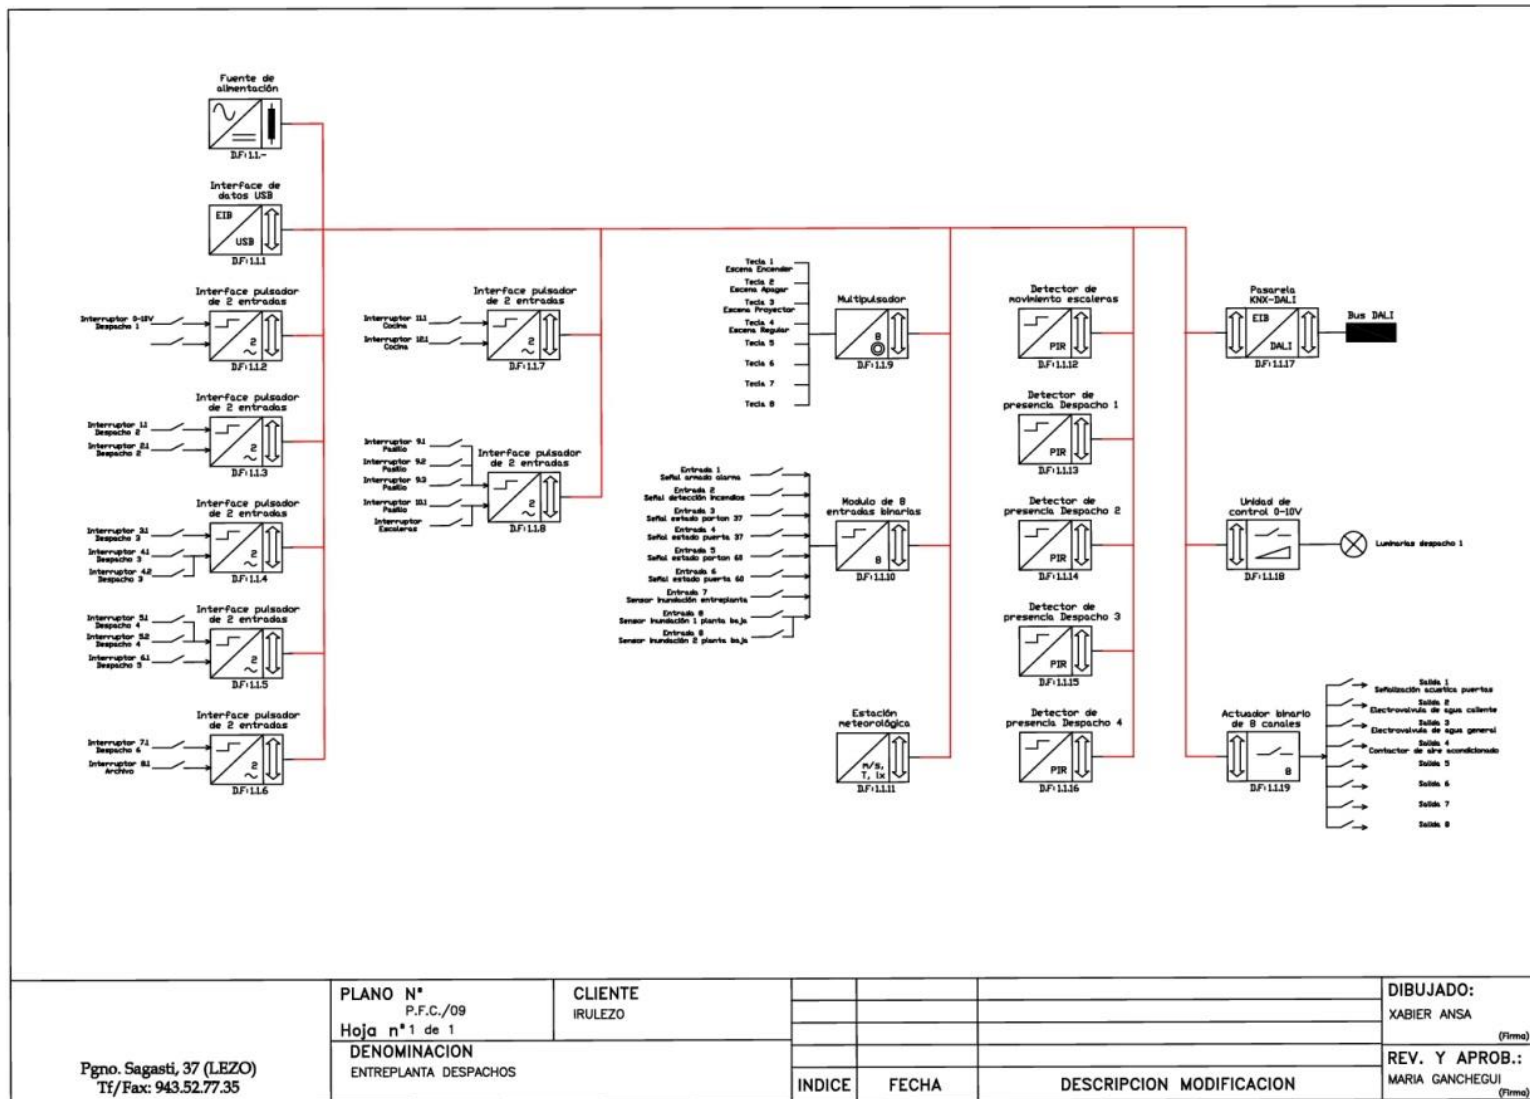 Fuente de
alimentación
D.F:1.1.-
Interface de
datos USB
EIB
USB
D.F:1.1.1
Interface pulsador
de 2 entradas
Interruptor 0-10V
Despacho 1
2
D.F:1.1.2
Interface pulsador
de 2 entradas
Interruptor 1.1
Despacho 2
Interruptor 2.1
Despacho 2
2
D.F:1.1.3
Interface pulsador
de 2 entradas
Interruptor 3.1
Despacho 3
Interruptor 4.1
Despacho 3
Interruptor 4.2
Despacho 3
2
D.F:1.1.4
Interface pulsador
de 2 entradas
Interruptor 5.1
Despacho 4
Interruptor 5.2
Despacho 4
Interruptor 6.1
Despacho 5
2
D.F:1.1.5
Interface pulsador
de 2 entradas
Interruptor 7.1
Despacho 6
Interruptor 8.1
Archivo
2
D.F:1.1.6
Interface pulsador
de 2 entradas
Interruptor 11.1
Cocina
Interruptor 12.1
Cocina
2
D.F:1.1.7
Interruptor 9.1
Pasillo
Interruptor 9.2
Pasillo
Interruptor 9.3
Pasillo
Interruptor 10.1
Pasillo
Interruptor
Escaleras
Interface pulsador
de 2 entradas
2
D.F:1.1.8
Tecla 1
Escena Encender
Tecla 2
Escena Apagar
Tecla 3
Escena Proyector
Tecla 4
Escena Regular
Tecla 5
Tecla 6
Tecla 7
Tecla 8
Multipulsador
8
D.F:1.1.9
Entrada 1
Señal armado alarma
Entrada 2
Señal detección incendios
Entrada 3
Señal estado porton 37
Entrada 4
Señal estado puerta 37
Entrada 5
Señal estado porton 60
Entrada 6
Señal estado puerta 60
Entrada 7
Sensor inundación entreplanta
Entrada 8
Sensor inundación 1 planta baja
Entrada 8
Sensor inundación 2 planta baja
Modulo de 8
entradas binarias
8
D.F:1.1.10
Estación
meteorológica
m/s,
T, lx
D.F:1.1.11
Detector de
movimiento escaleras
PIR
D.F:1.1.12
Detector de
presencia Despacho 1
PIR
D.F:1.1.13
Detector de
presencia Despacho 2
PIR
D.F:1.1.14
Detector de
presencia Despacho 3
PIR
D.F:1.1.15
Detector de
presencia Despacho 4
PIR
D.F:1.1.16
Pasarela
KNX-DALI
EIB
DALI
D.F:1.1.17
Bus DALI
Unidad de
control 0-10V
D.F:1.1.18
Luminarias despacho 1
Actuador binario
de 8 canales
8
D.F:1.1.19
Salida 1
Señalización acustica puertas
Salida 2
Electrovalvula de agua caliente
Salida 3
Electrovalvula de agua general
Salida 4
Contactor de aire acondicionado
Salida 5
Salida 6
Salida 7
Salida 8
Pgno. Sagasti, 37 (LEZO)
Tf/Fax: 943.52.77.35
PLANO Nº
P.F.C./09
Hoja nº 1 de 1
CLIENTE
IRULEZO
DENOMINACION
ENTREPLANTA DESPACHOS
INDICE
FECHA
DESCRIPCION MODIFICACION
DIBUJADO:
XABIER ANSA
(Firma)
REV. Y APROB.:
MARIA GANCHEGUI
(Firma)